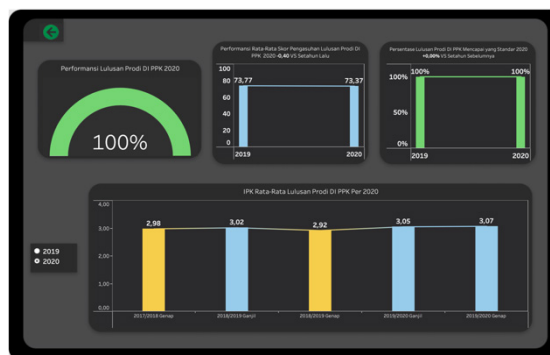 Performansi Lulusan Prodi DI PPK 2020
100%
Performansi Rata-Rata Skor Pengasuhan Lulusan Prodi DI
PPK 2020 -0,40 VS Setahun Lalu
100
80
60
40
20
0
73,77
73,37
2019
2020
Persentase Lulusan Prodi DI PPK Mencapai yang Standar 2020
+0,00% VS Setahun Sebelumnya
100%
50%
0%
100%
100%
2019
2020
2019
2020
IPK Rata-Rata Lulusan Prodi DI PPK Per 2020
4,00
3,00
2,00
1,00
0,00
2,98
3,02
2,92
3,05
3,07
2017/2018 Genap
2018/2019 Ganjil
2018/2019 Genap
2019/2020 Ganjil
2019/2020 Genap